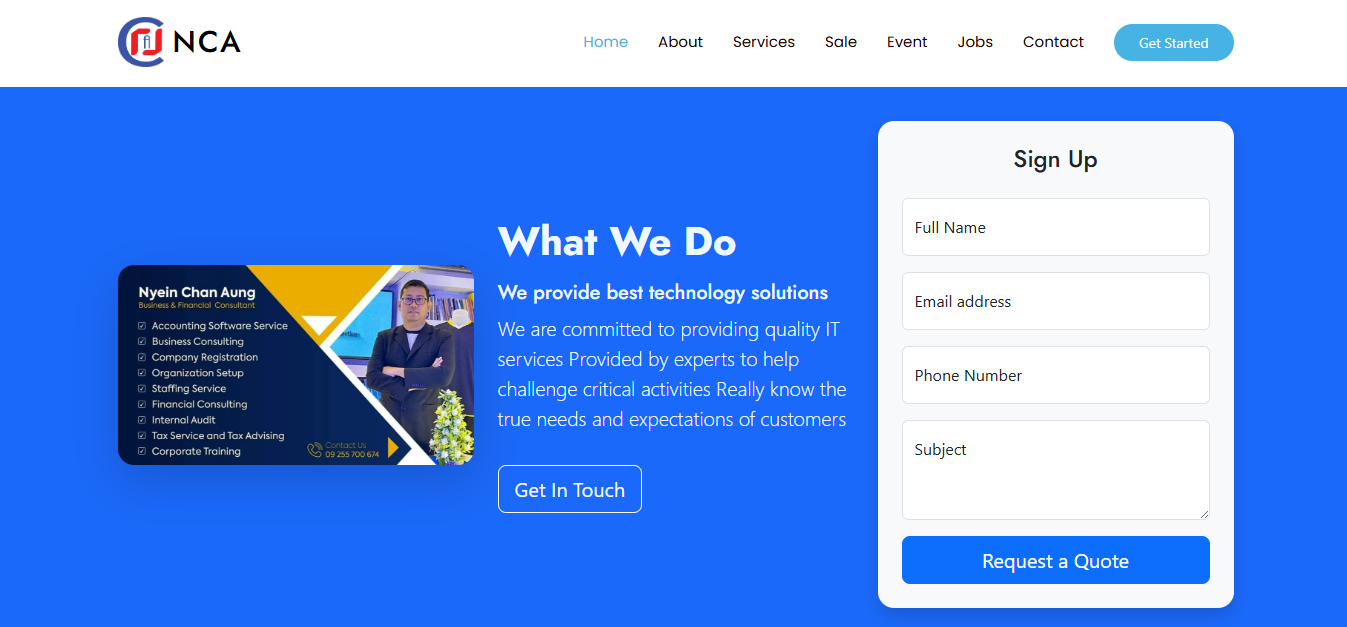 NCA
Home
About
Services
Sale
Event
Jobs
Contact
Get Started
Nyein Chan Aung
Business & Financial Consultant
Accounting Software Service
Business Consulting
Company Registration
Organization Setup
Staffing Service
Financial Consulting
Internal Audit
Tax Service and Tax Advising
Corporate Training
Contact Us
09 255 700 674
What We Do
We provide best technology solutions
We are committed to providing quality IT
services Provided by experts to help
challenge critical activities Really know the
true needs and expectations of customers
Get In Touch
Sign Up
Full Name
Email address
Phone Number
Subject
Request a Quote